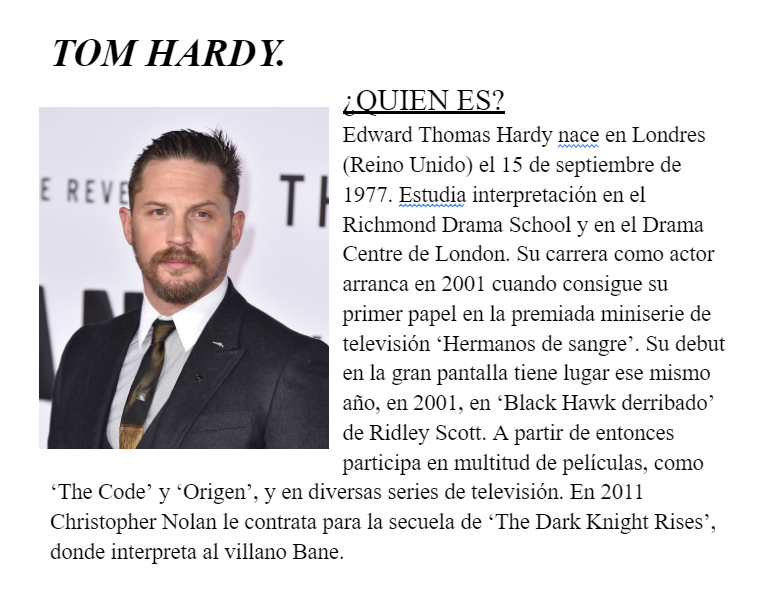 TOM HARDY.
¿QUIEN ES?
Edward Thomas Hardy nace en Londres
(Reino Unido) el 15 de septiembre de
1977. Estudia interpretación en el
Richmond Drama School y en el Drama
Centre de London. Su carrera como actor
arranca en 2001 cuando consigue su
primer papel en la premiada miniserie de
televisión ‘Hermanos de sangre’. Su debut
en la gran pantalla tiene lugar ese mismo
año, en 2001, en ‘Black Hawk derribado’
de Ridley Scott. A partir de entonces
participa en multitud de películas, como
‘The Code’ y ‘Origen’, y en diversas series de televisión. En 2011
Christopher Nolan le contrata para la secuela de ‘The Dark Knight Rises’,
donde interpreta al villano Bane.
E REVE
TH
AN